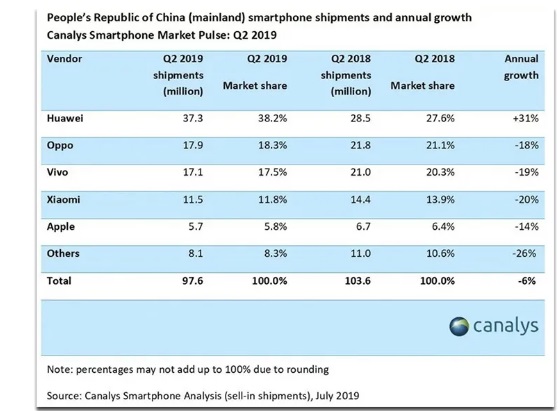 People's Republic of China (mainland) smartphone shipments and annual growth
Canalys Smartphone Market Pulse: Q2 2019
Vendor Q2 2019 shipments (million) Q2 2019 Market share Q2 2018 shipments (million) Q2 2018 Market share Annual growth
Huawei 37.3 38.2% 28.5 27.6% +31%
Oppo 17.9 18.3% 21.8 21.1% -18%
Vivo 17.1 17.5% 21.0 20.3% -19%
Xiaomi 11.5 11.8% 14.4 13.9% -20%
Apple 5.7 5.8% 6.7 6.4% -14%
Others 8.1 8.3% 11.0 10.6% -26%
Total 97.6 100.0% 103.6 100.0% -6%
canalys
Note: percentages may not add up to 100% due to rounding
Source: Canalys Smartphone Analysis (sell-in shipments), July 2019